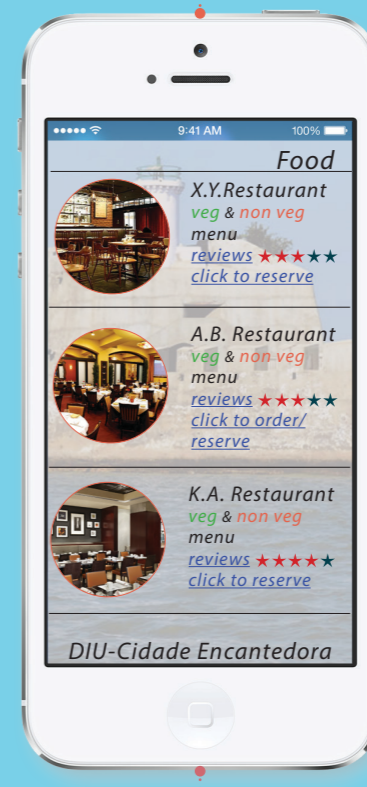 9:41 AM 100%
Food
X.Y.Restaurant
veg & non veg
menu
reviews
click to reserve
A.B. Restaurant
veg & non veg
menu
reviews
click to order/
reserve
K.A. Restaurant
veg & non veg
menu
reviews
click to reserve
DIU-Cidade Encantedora